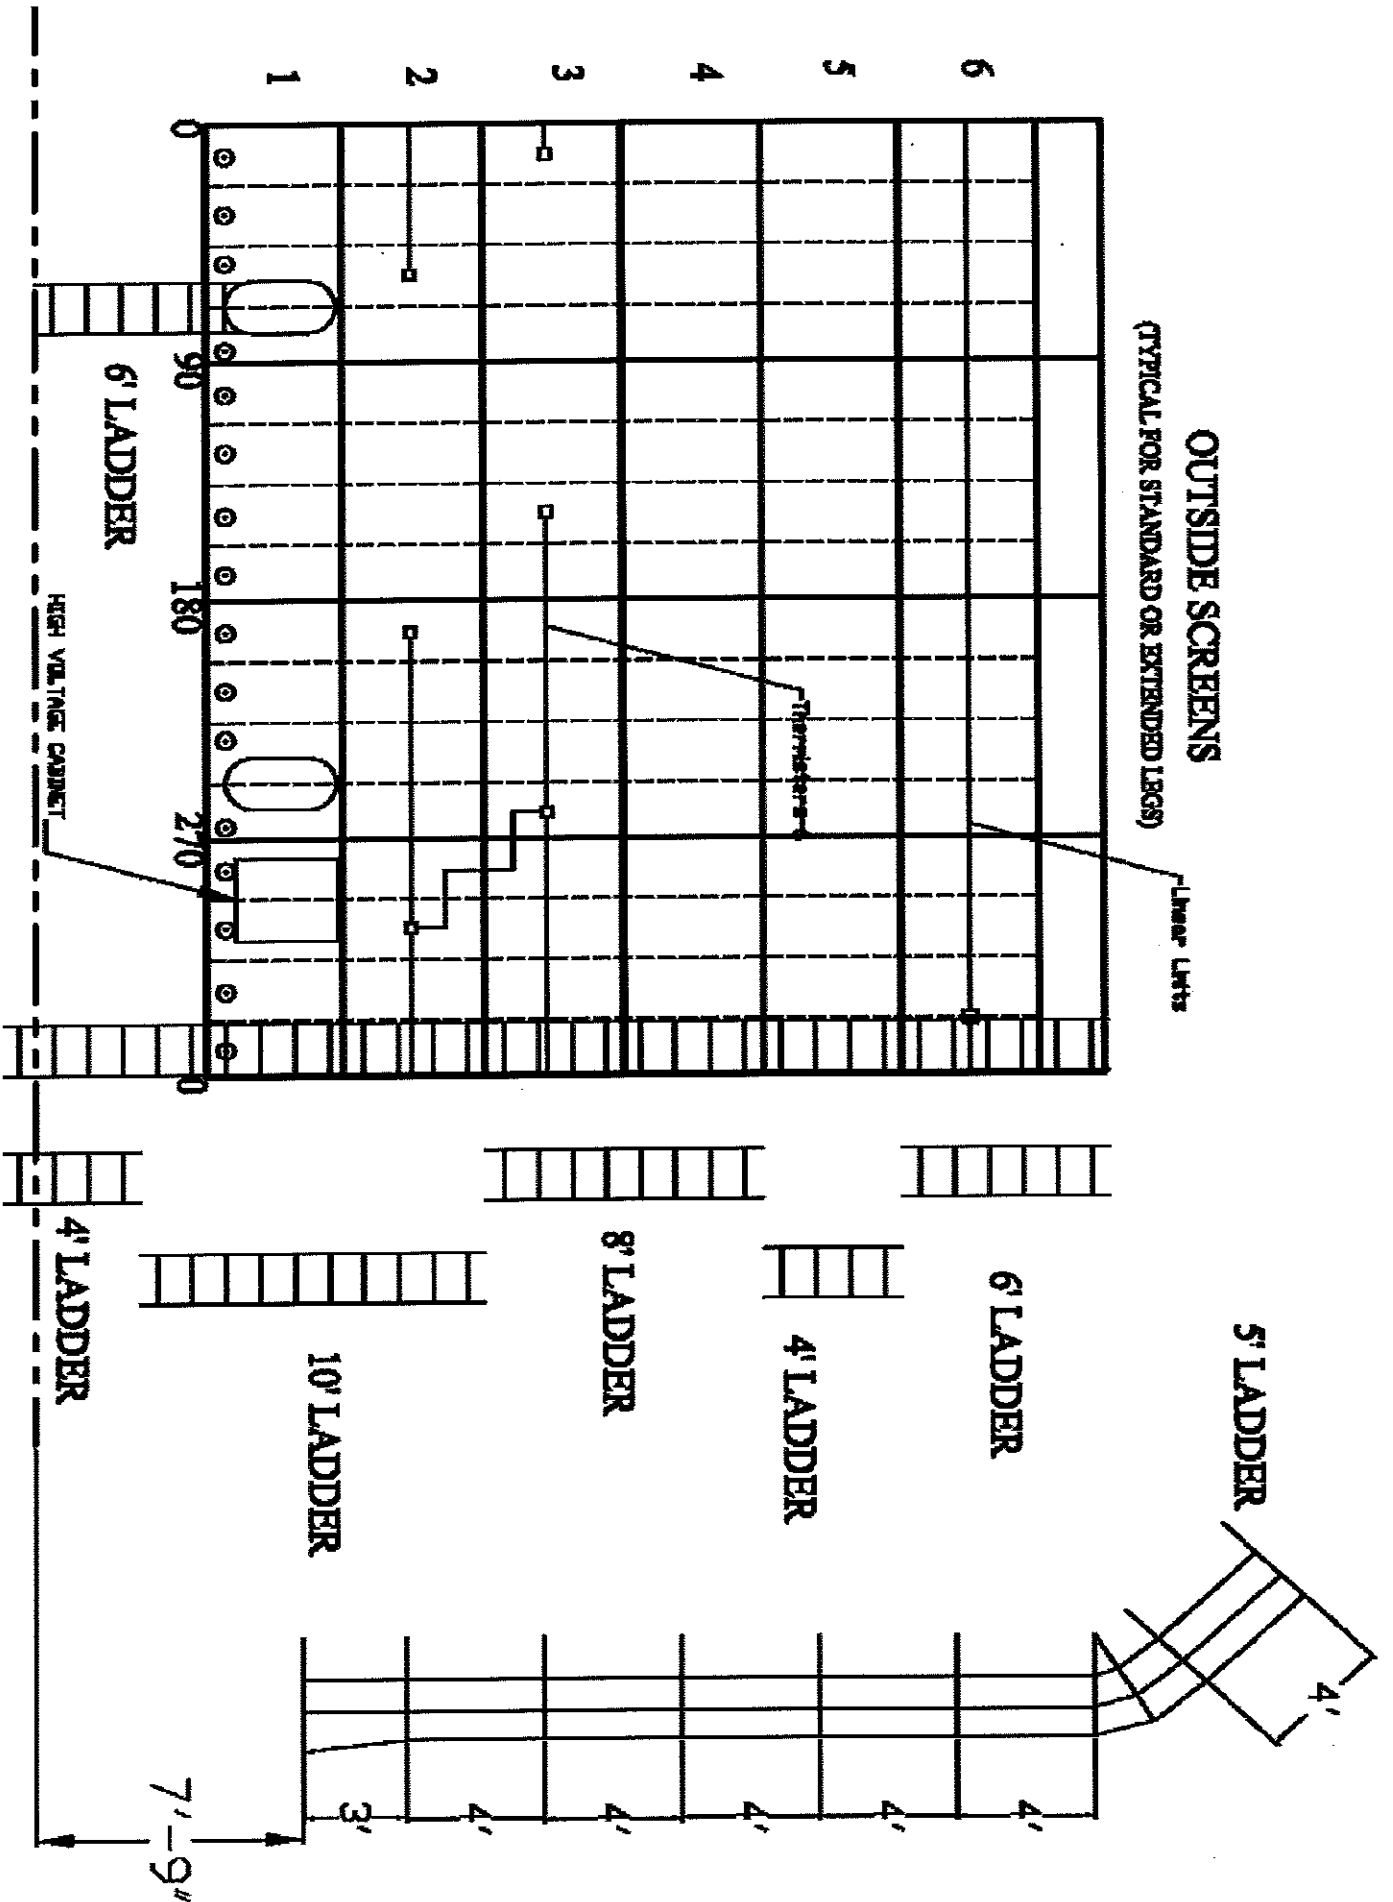 OUTSIDE SCREENS
(TYPICAL FOR STANDARD OR EXTENDED LEGS)
Linear Limits
Thermisters
6
5
4
3
2
1
0
90
180
270
0
6' LADDER
HIGH VOLTAGE CABINET
5' LADDER
6' LADDER
4' LADDER
8' LADDER
10' LADDER
4' LADDER
4'
4'
4'
4'
4'
4'
3'
7'-9"